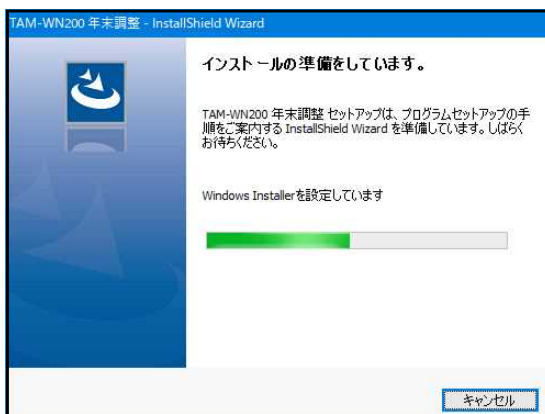 TAM-WN200 年末調整 - InstallShield Wizard
インストールの準備をしています。
TAM-WN200 年末調整 セットアップは、プログラムセットアップの手
順をご案内する InstallShield Wizard を準備しています。しばらく
お待ちください。
Windows Installerを設定しています
キャンセル